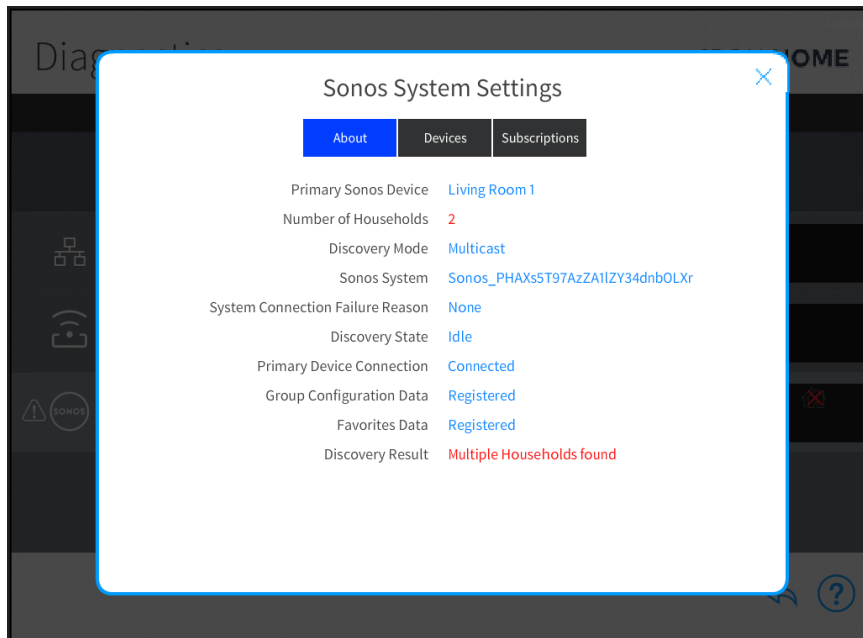 Diag
HOME
Sonos System Settings
About Devices Subscriptions
Primary Sonos Device Living Room 1
Number of Households 2
Discovery Mode Multicast
Sonos System Sonos_PHAXs5T97AzZA1lZY34dnbOLXr
System Connection Failure Reason None
Discovery State Idle
Primary Device Connection Connected
Group Configuration Data Registered
Favorites Data Registered
Discovery Result Multiple Households found
SONOS
?